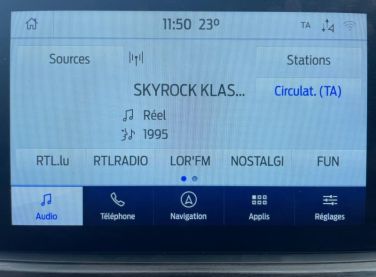 11:50 23° TA
Sources Stations
SKYROCK KLAS... Circulat. (TA)
Réel
1995
RTL.lu RTLRADIO LOR'FM NOSTALGI FUN
Audio Téléphone Navigation Applis Réglages